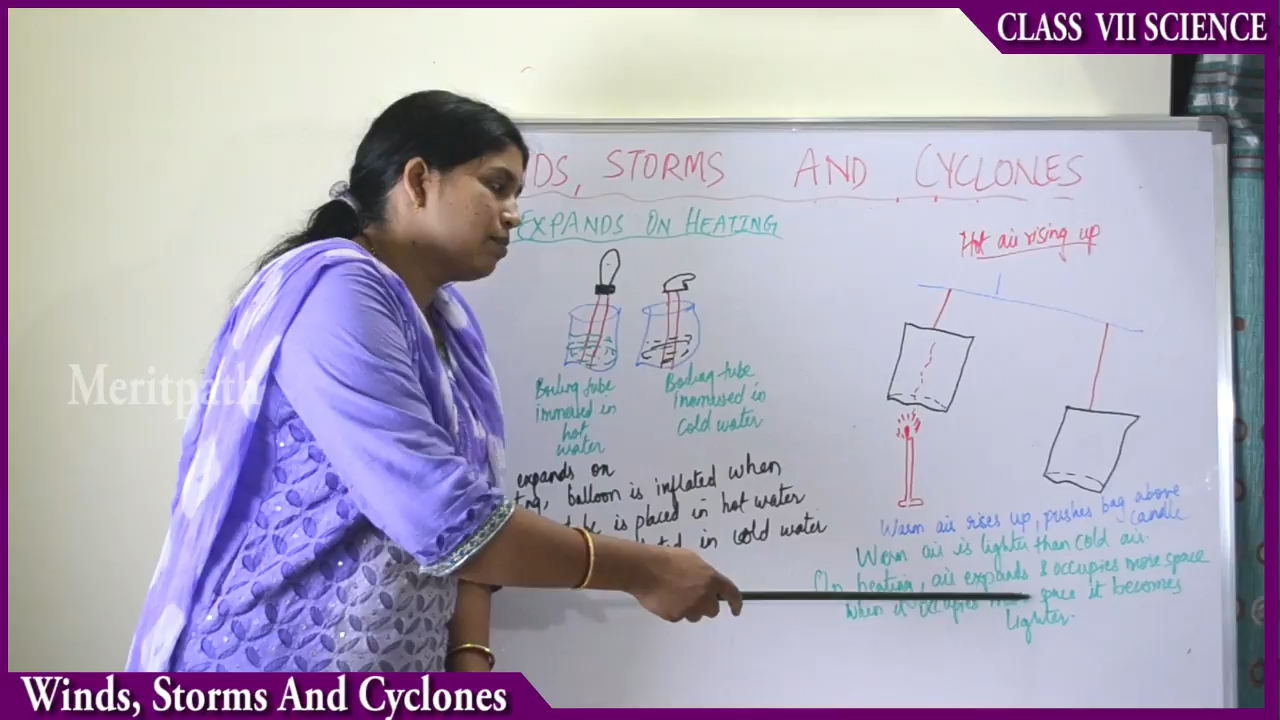 CLASS VII SCIENCE
NDS, STORMS AND CYCLONES
EXPANDS ON HEATING
Hot air rising up
Boiling tube
immersed in
hot
water
Boiling tube
immersed in
cold water
expands on
balloon is inflated when
is placed in hot water
in cold water
Warm air rises up, pushes bag above
candle
Warm air is lighter than cold air.
On heating, air expands & occupies more space
When it occupies space it becomes
lighter.
Meritpath
Winds, Storms And Cyclones